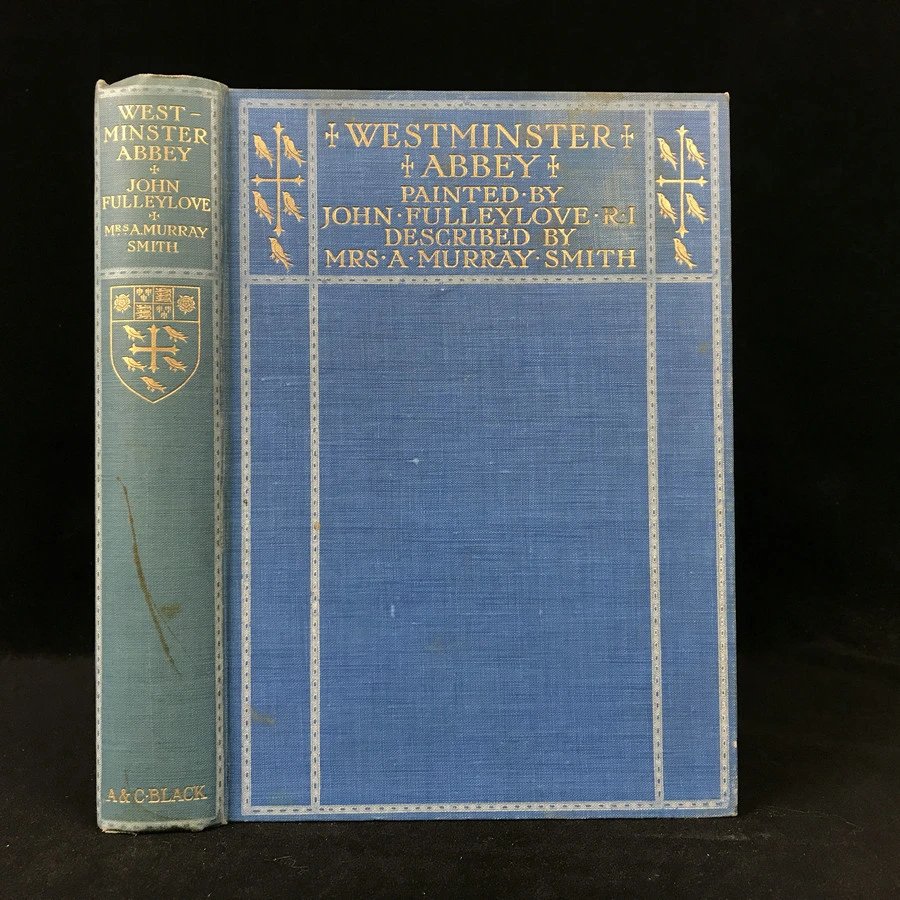 WEST-
MINSTER
ABBEY
JOHN
FULLEYLOVE
MRS A. MURRAY
SMITH
A & C · BLACK
WESTMINSTER
ABBEY
PAINTED · BY
JOHN · FULLEYLOVE · R · I
DESCRIBED BY
MRS · A · MURRAY · SMITH